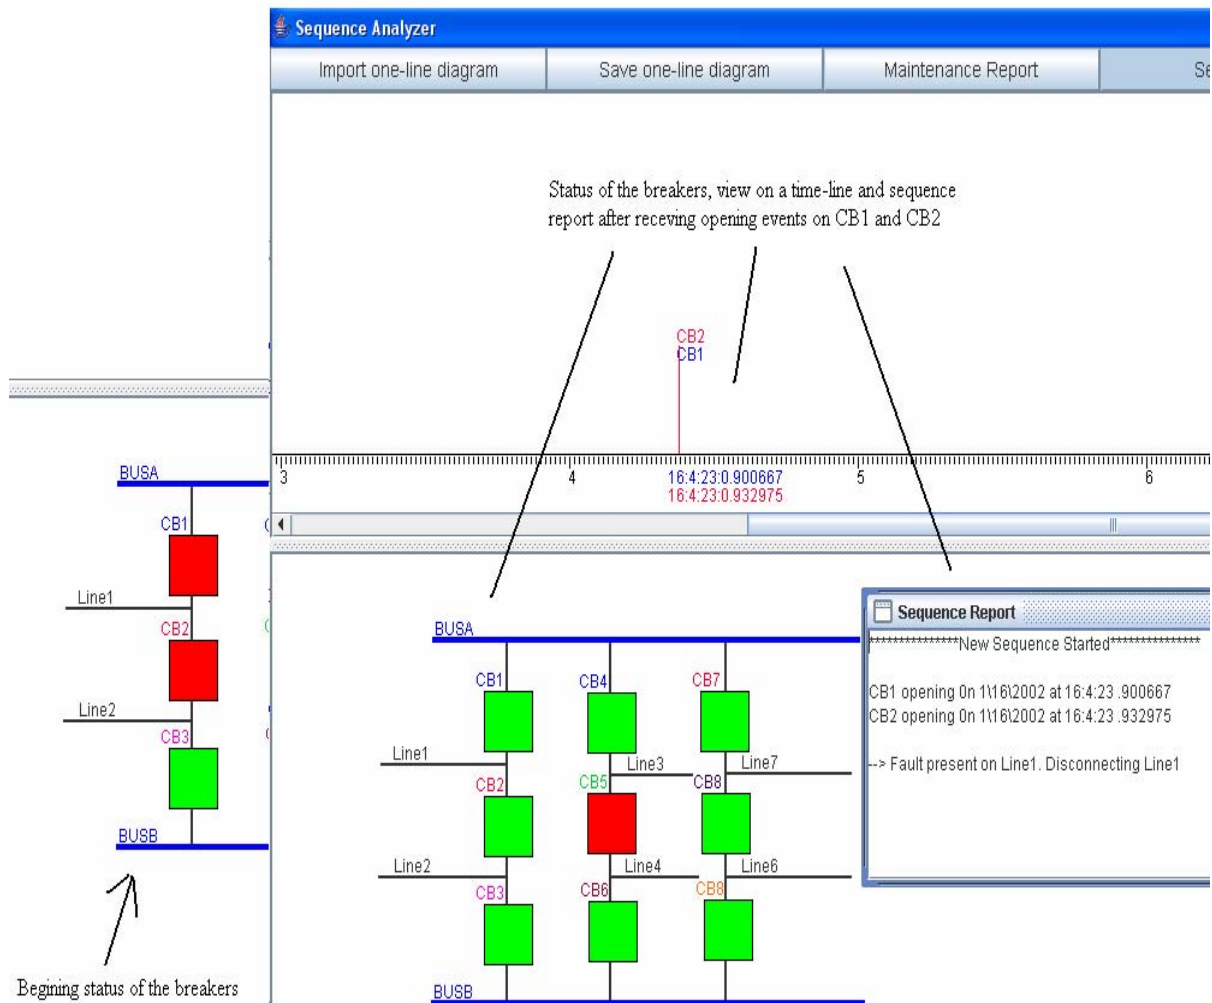 Sequence Analyzer
Import one-line diagram
Save one-line diagram
Maintenance Report
Se
Status of the breakers, view on a time-line and sequence
report after receving opening events on CB1 and CB2
CB2
CB1
3
4
5
6
16:4:23:0.900667
16:4:23:0.932975
BUSA
CB1
Line1
CB2
Line2
CB3
BUSB
Begining status of the breakers
BUSA
CB1
CB4
CB7
Line1
Line3
Line7
CB2
CB5
CB8
Line2
Line4
Line6
CB3
CB6
CB8
BUSB
Sequence Report
***************New Sequence Started***************
CB1 opening 0n 1\16\2002 at 16:4:23 .900667
CB2 opening 0n 1\16\2002 at 16:4:23 .932975
--> Fault present on Line1. Disconnecting Line1